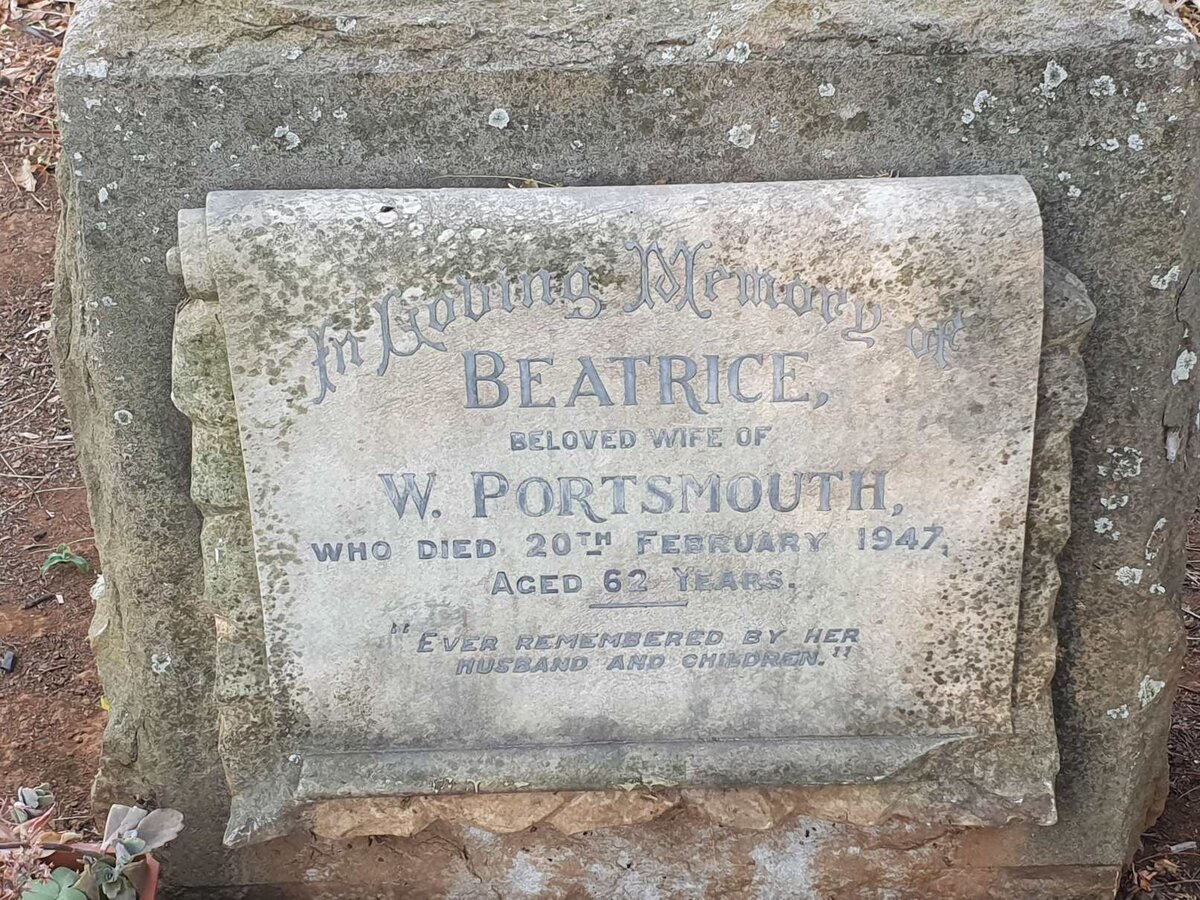 In Loving Memory of
BEATRICE,
BELOVED WIFE OF
W. PORTSMOUTH,
WHO DIED 20TH FEBRUARY 1947,
AGED 62 YEARS.
"EVER REMEMBERED BY HER
HUSBAND AND CHILDREN."